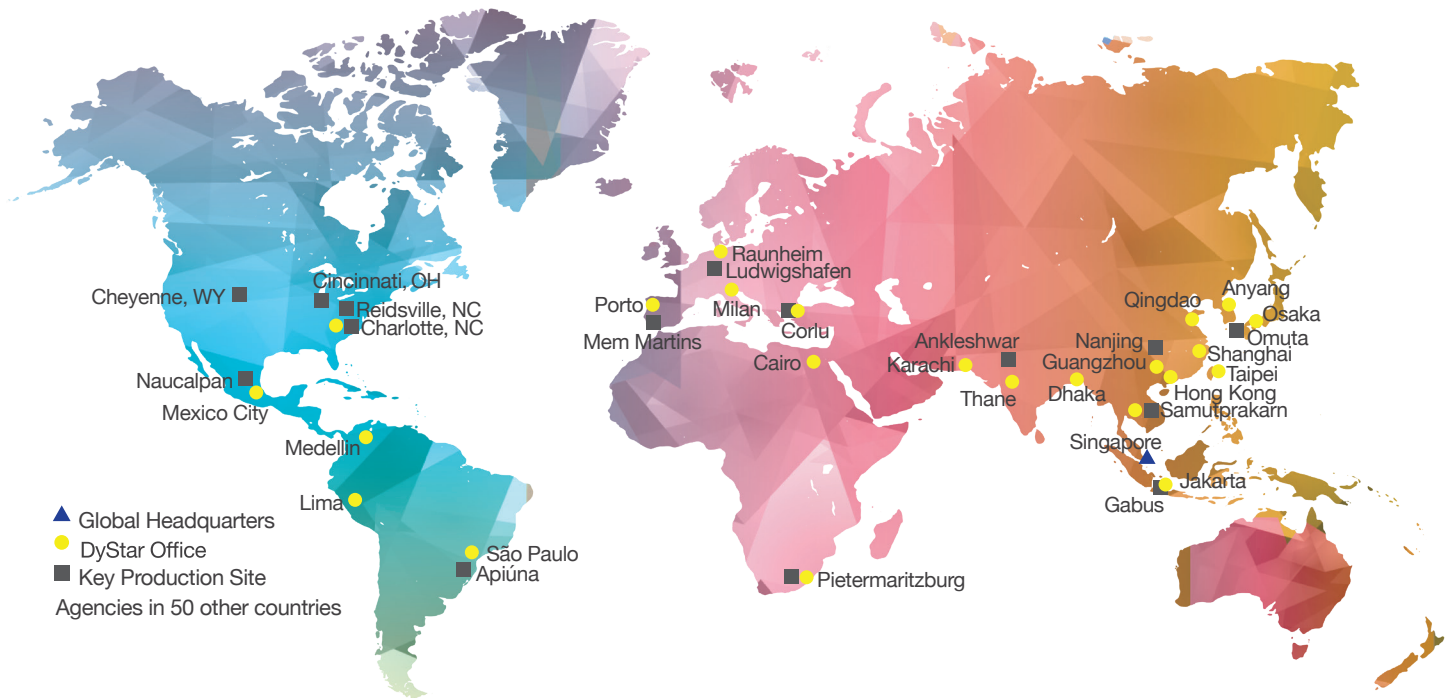 Cheyenne, WY
Cincinnati, OH
Reidsville, NC
Charlotte, NC
Naucalpan
Mexico City
Medellin
Lima
São Paulo
Apiúna
Raunheim
Ludwigshafen
Porto
Milan
Mem Martins
Corlu
Cairo
Pietermaritzburg
Ankleshwar
Karachi
Thane
Dhaka
Qingdao
Anyang
Osaka
Omuta
Nanjing
Guangzhou
Shanghai
Taipei
Hong Kong
Samutprakarn
Singapore
Jakarta
Gabus
Global Headquarters
DyStar Office
Key Production Site
Agencies in 50 other countries